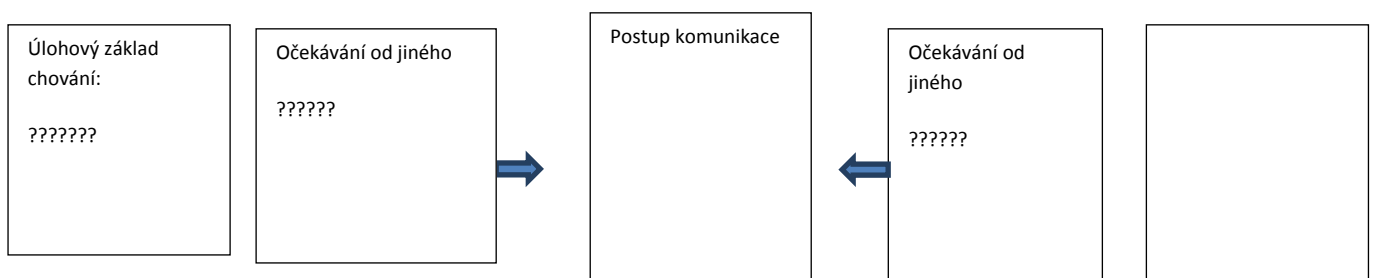 Úlohový základ
chování:
???????
Očekávání od jiného
??????
Postup komunikace
Očekávání od
jiného
??????